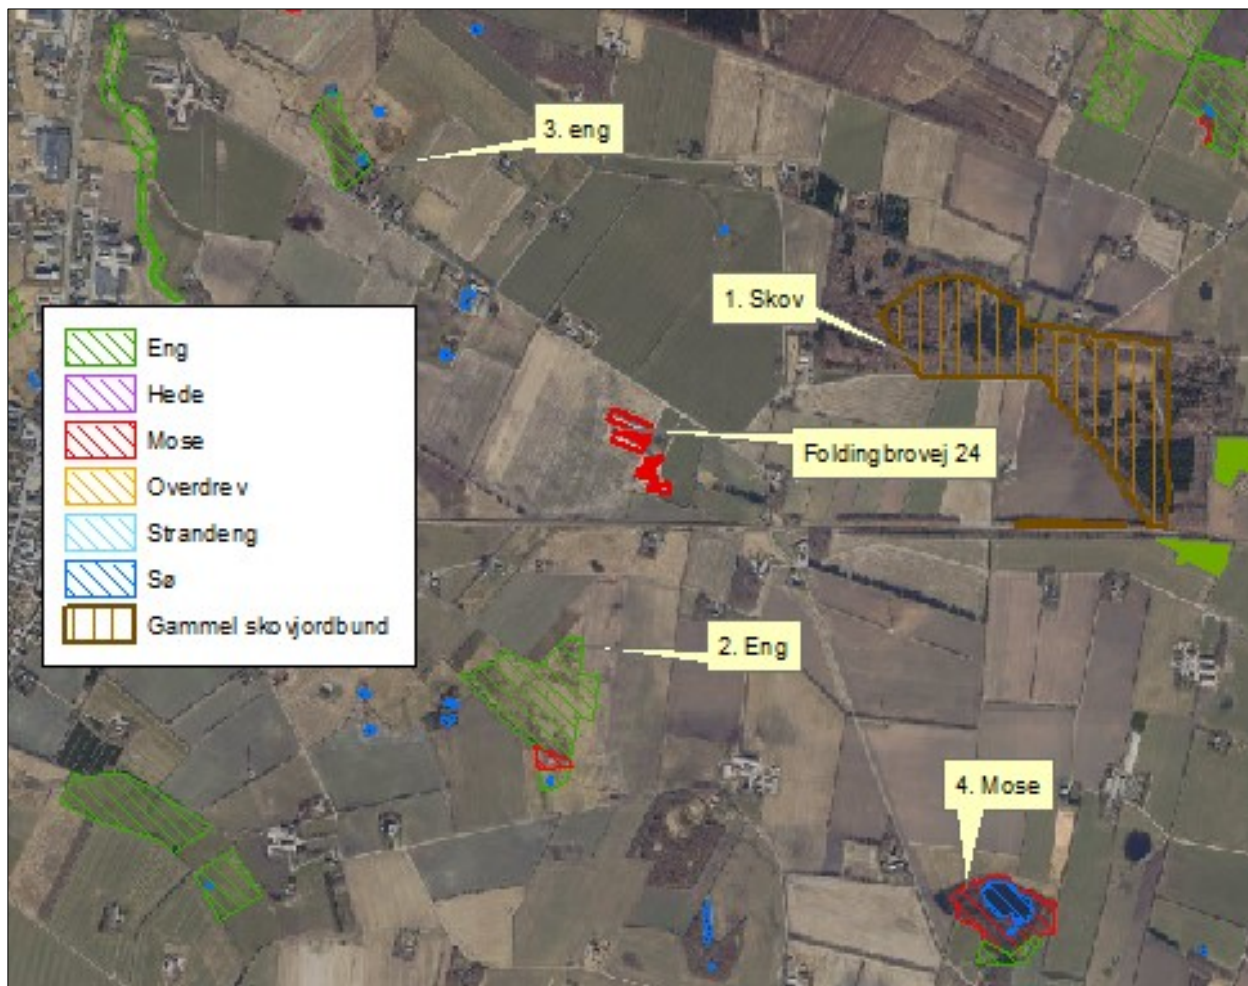 3. eng
1. Skov
Foldingbrovej 24
Eng
Hede
Mose
Overdrev
Strandeng
Sø
Gammel skovjordbund
2. Eng
4. Mose